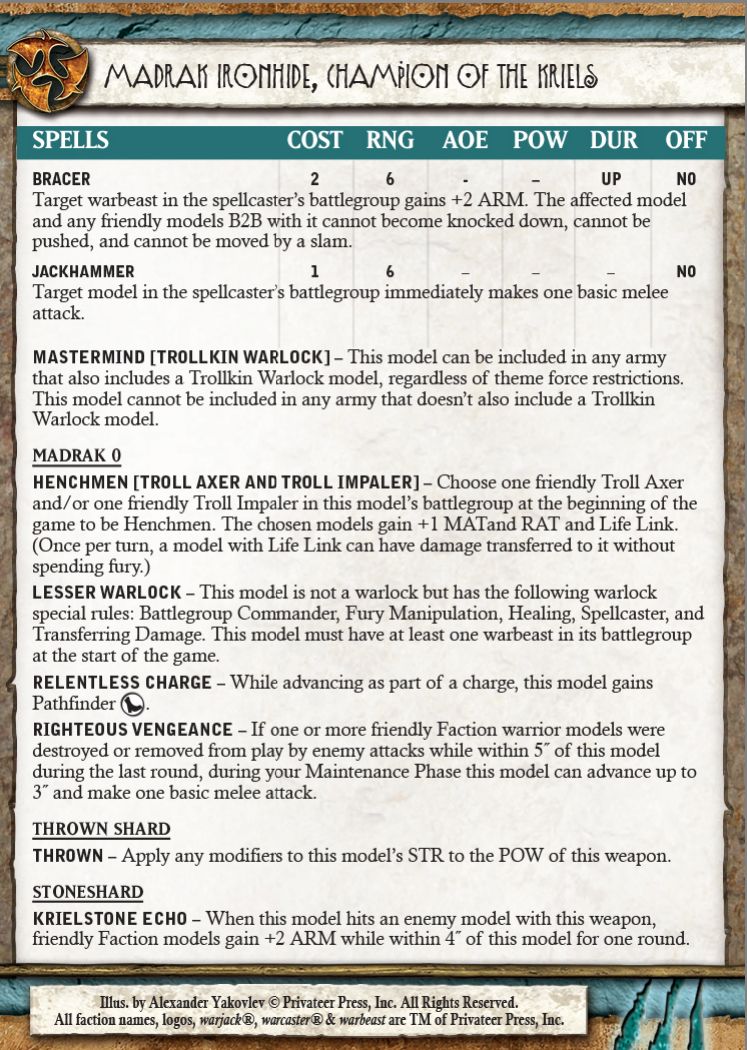 MADRAK IRONHIDE, CHAMPION OF THE KRIELS
SPELLS COST RNG AOE POW DUR OFF
BRACER 2 6 - – UP NO
Target warbeast in the spellcaster's battlegroup gains +2 ARM. The affected model
and any friendly models B2B with it cannot become knocked down, cannot be
pushed, and cannot be moved by a slam.
JACKHAMMER 1 6 – – – NO
Target model in the spellcaster's battlegroup immediately makes one basic melee
attack.
MASTERMIND [TROLLKIN WARLOCK] – This model can be included in any army
that also includes a Trollkin Warlock model, regardless of theme force restrictions.
This model cannot be included in any army that doesn't also include a Trollkin
Warlock model.
MADRAK 0
HENCHMEN [TROLL AXER AND TROLL IMPALER] – Choose one friendly Troll Axer
and/or one friendly Troll Impaler in this model's battlegroup at the beginning of the
game to be Henchmen. The chosen models gain +1 MATand RAT and Life Link.
(Once per turn, a model with Life Link can have damage transferred to it without
spending fury.)
LESSER WARLOCK – This model is not a warlock but has the following warlock
special rules: Battlegroup Commander, Fury Manipulation, Healing, Spellcaster, and
Transferring Damage. This model must have at least one warbeast in its battlegroup
at the start of the game.
RELENTLESS CHARGE – While advancing as part of a charge, this model gains
Pathfinder .
RIGHTEOUS VENGEANCE – If one or more friendly Faction warrior models were
destroyed or removed from play by enemy attacks while within 5˝ of this model
during the last round, during your Maintenance Phase this model can advance up to
3˝ and make one basic melee attack.
THROWN SHARD
THROWN – Apply any modifiers to this model's STR to the POW of this weapon.
STONESHARD
KRIELSTONE ECHO – When this model hits an enemy model with this weapon,
friendly Faction models gain +2 ARM while within 4˝ of this model for one round.
Illus. by Alexander Yakovlev © Privateer Press, Inc. All Rights Reserved.
All faction names, logos, warjack®, warcaster® & warbeast are TM of Privateer Press, Inc.